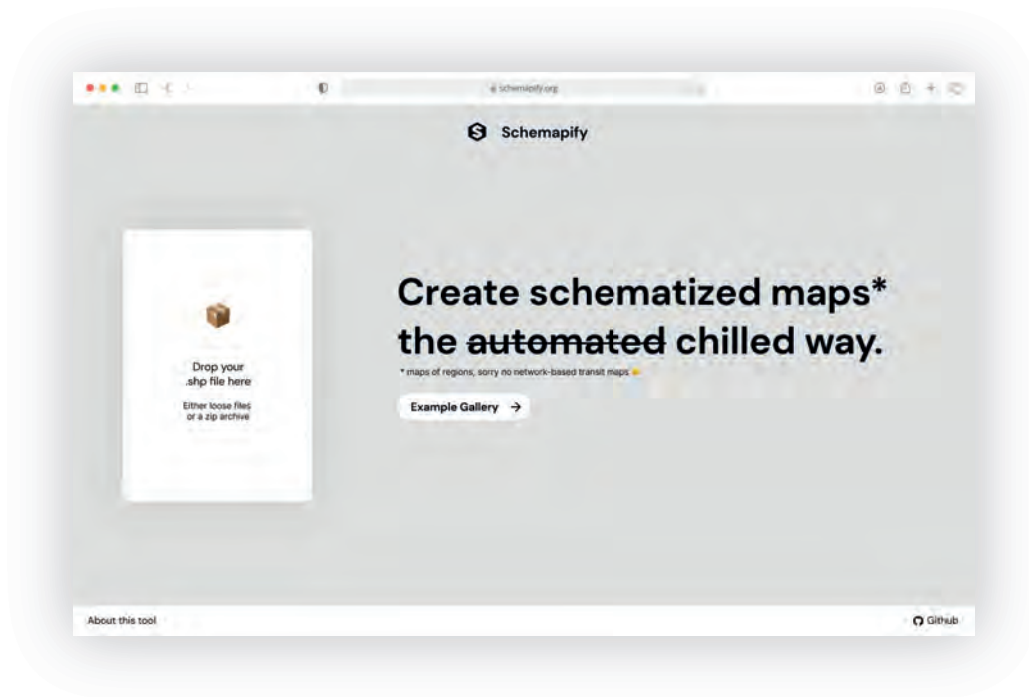 schemapify.org
Schemapify
Drop your
.shp file here
Either loose files
or a zip archive
Create schematized maps*
the automated chilled way.
* maps of regions, sorry no network-based transit maps
Example Gallery →
About this tool
Github